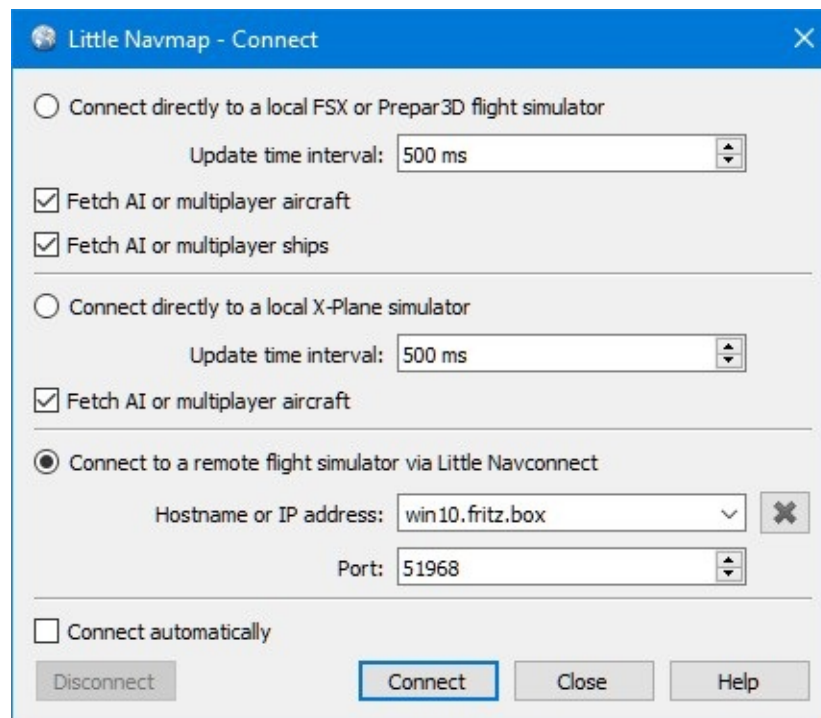 Little Navmap - Connect
Connect directly to a local FSX or Prepar3D flight simulator
Update time interval: 500 ms
Fetch AI or multiplayer aircraft
Fetch AI or multiplayer ships
Connect directly to a local X-Plane simulator
Update time interval: 500 ms
Fetch AI or multiplayer aircraft
Connect to a remote flight simulator via Little Navconnect
Hostname or IP address: win10.fritz.box
Port: 51968
Connect automatically
Disconnect Connect Close Help